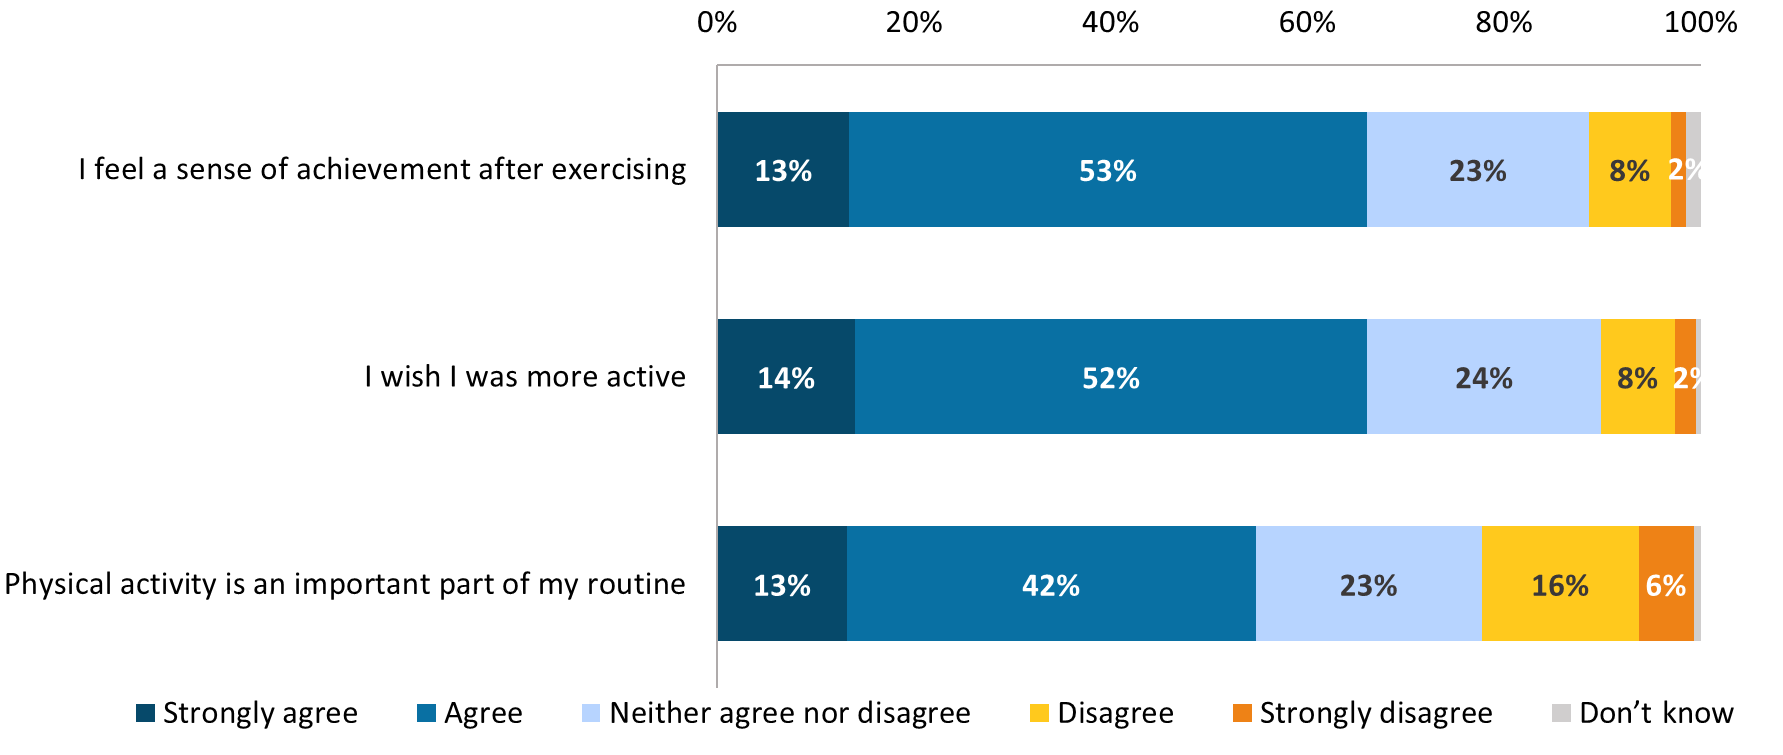 0% 20% 40% 60% 80% 100%
I feel a sense of achievement after exercising 13% 53% 23% 8% 2%
I wish I was more active 14% 52% 24% 8% 2%
Physical activity is an important part of my routine 13% 42% 23% 16% 6%
Strongly agree Agree Neither agree nor disagree Disagree Strongly disagree Don’t know